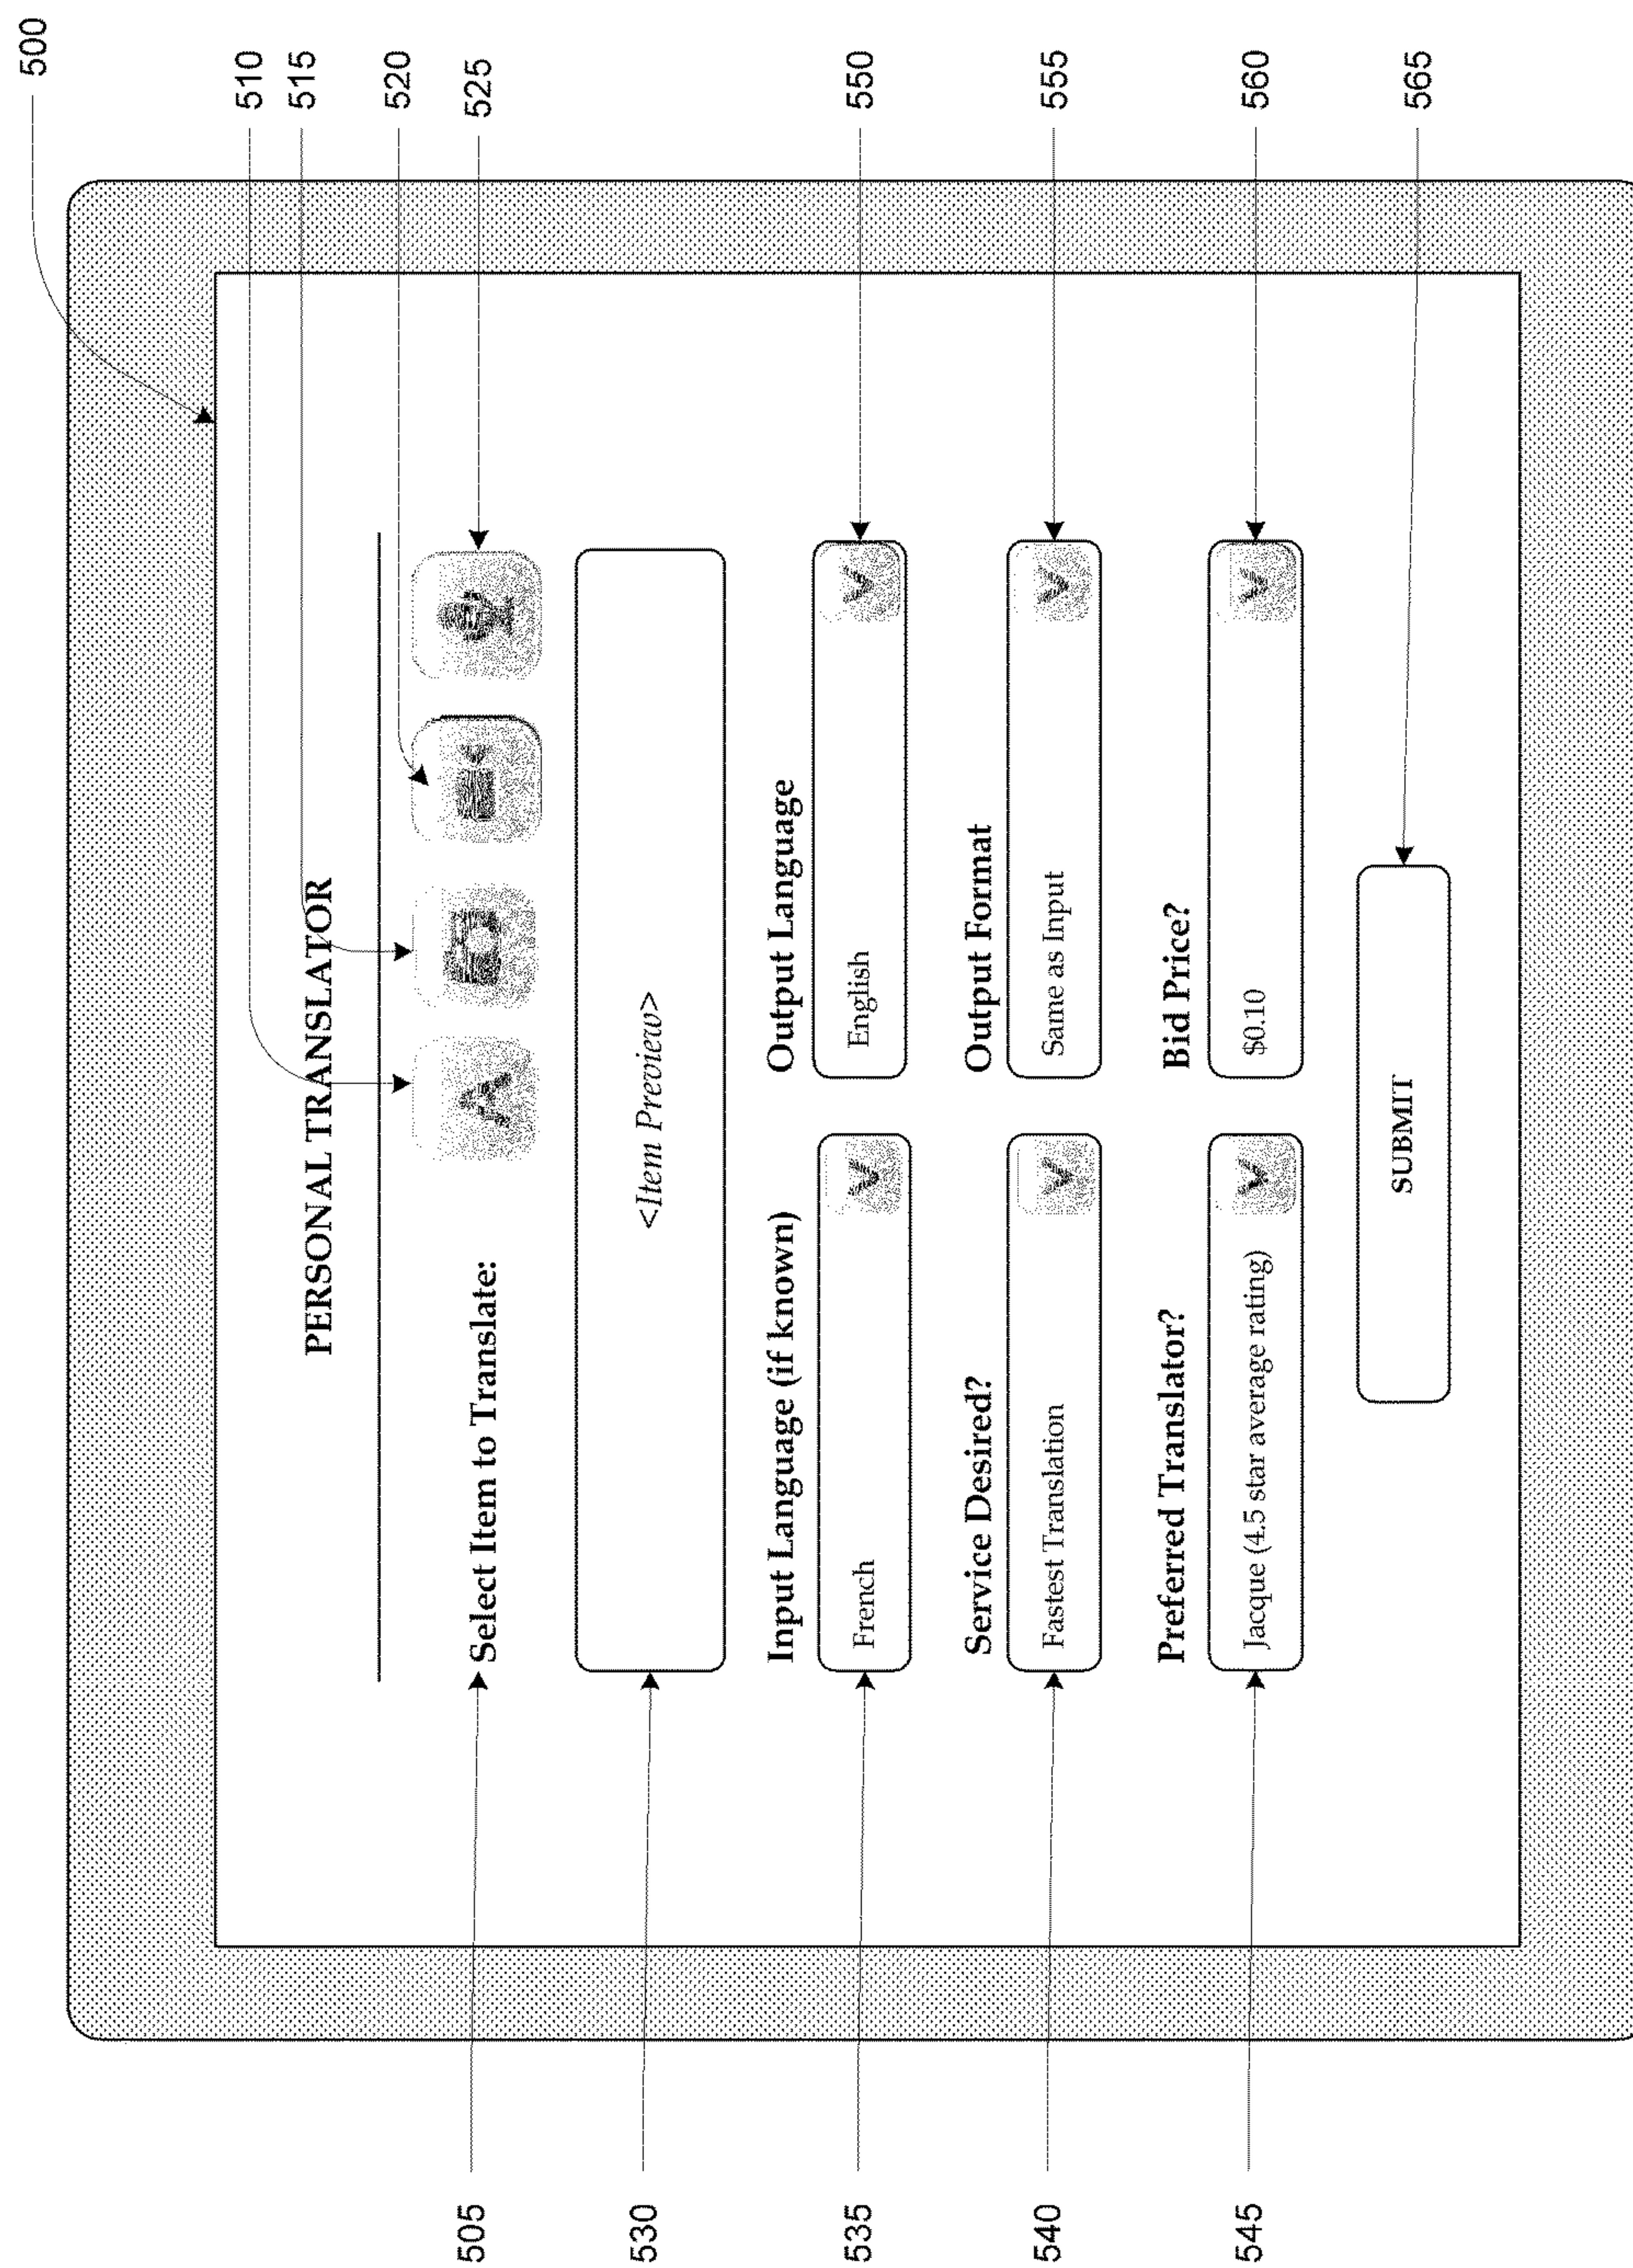 500
510
515
520
525
PERSONAL TRANSLATOR
505
Select Item to Translate:
A
530
<Item Preview>
Input Language (if known)
Output Language
535
French
English
550
Service Desired?
Output Format
540
Fastest Translation
Same as Input
555
Preferred Translator?
Bid Price?
545
Jacque (4.5 star average rating)
$0.10
560
SUBMIT
565